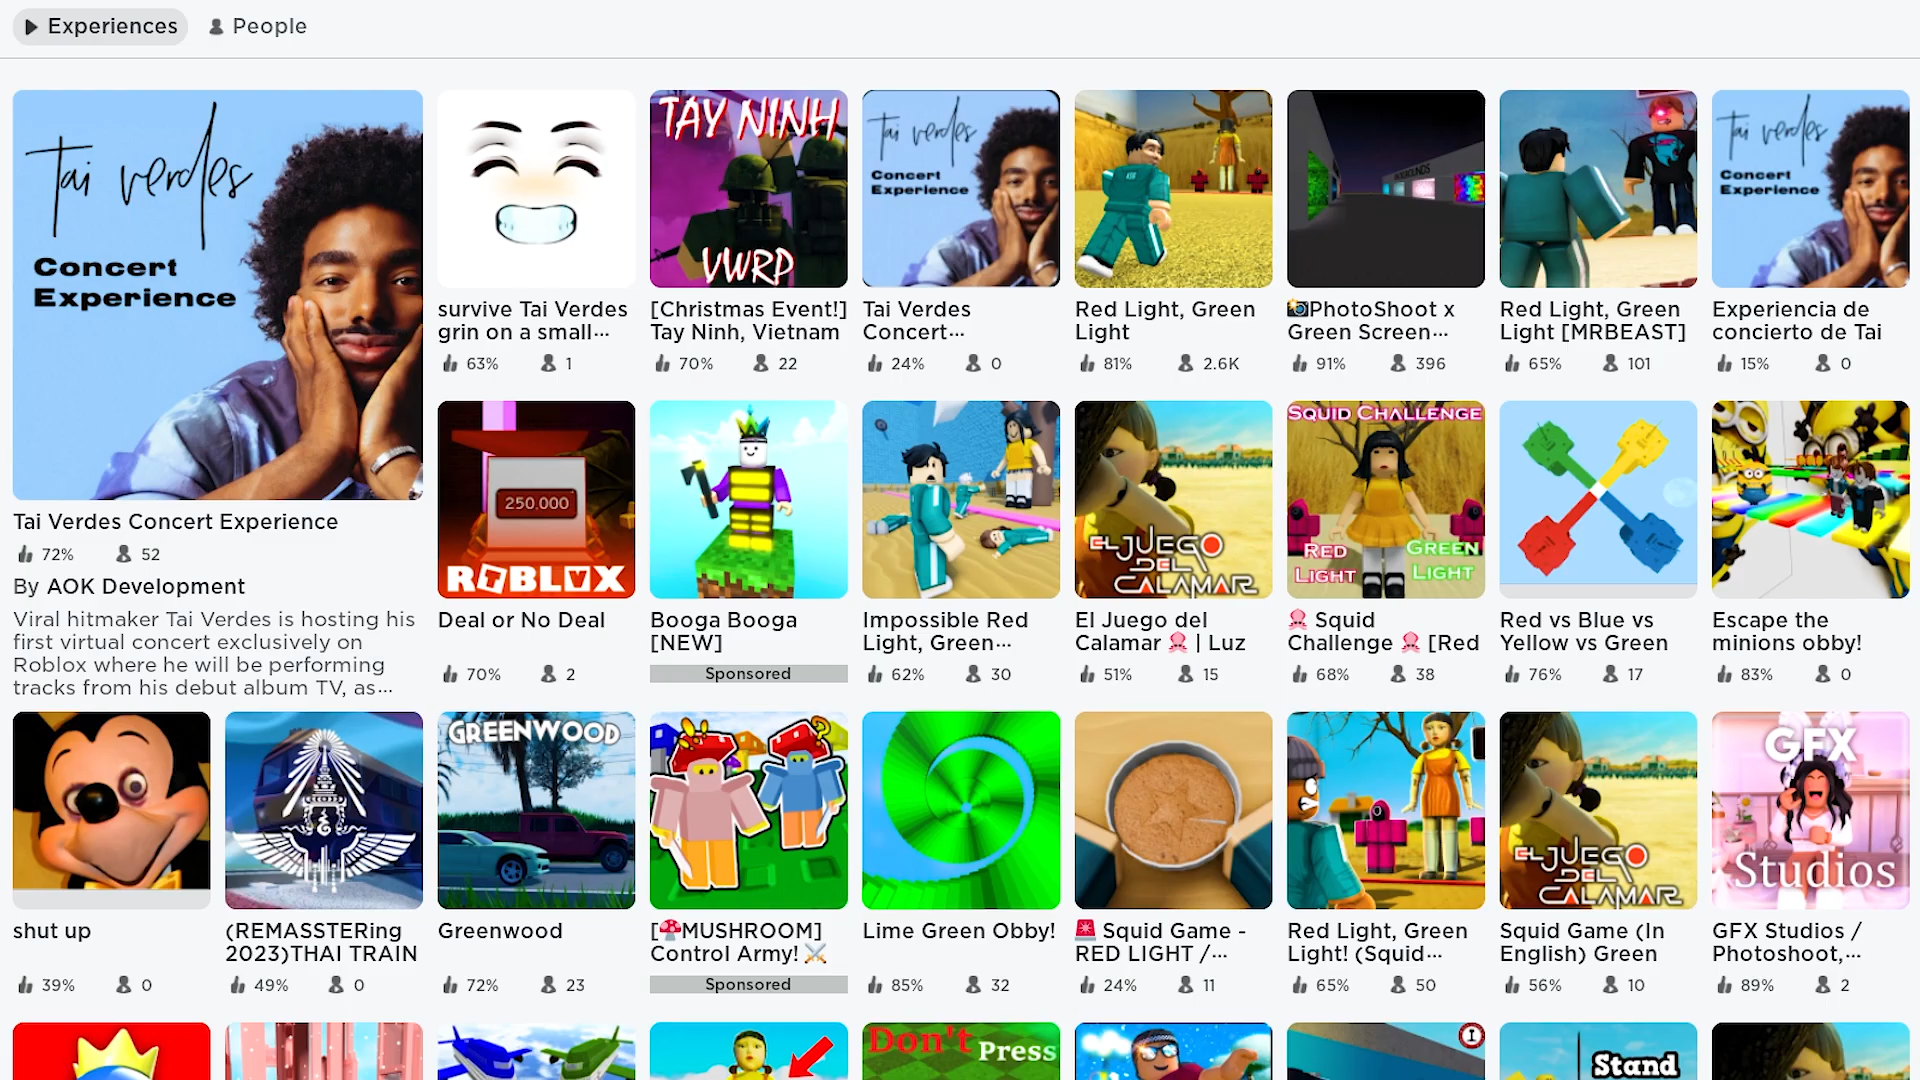 Experiences
People
Tai Verdes
Concert
Experience
Tai Verdes Concert Experience
72%
52
By AOK Development
Viral hitmaker Tai Verdes is hosting his
first virtual concert exclusively on
Roblox where he will be performing
tracks from his debut album TV, as...
survive Tai Verdes
grin on a small...
63%
1
TAY NINH
VWRP
[Christmas Event!]
Tay Ninh, Vietnam
70%
22
Tai Verdes
Concert
Experience
Tai Verdes
Concert...
24%
0
Red Light, Green
Light
81%
2.6K
📸PhotoShoot x
Green Screen...
91%
396
Red Light, Green
Light [MRBEAST]
65%
101
Tai Verdes
Concert
Experience
Experiencia de
concierto de Tai
15%
0
250,000
ROBLOX
Deal or No Deal
70%
2
Booga Booga
[NEW]
Sponsored
Impossible Red
Light, Green...
62%
30
EL JUEGO
DEL
CALAMAR
El Juego del
Calamar 🦑 | Luz
51%
15
SQUID CHALLENGE
RED
LIGHT
GREEN
LIGHT
🦑 Squid
Challenge 🦑 [Red
68%
38
Red vs Blue vs
Yellow vs Green
76%
17
Escape the
minions obby!
83%
0
shut up
39%
0
(REMASSTERing
2023)THAI TRAIN
49%
0
GREENWOOD
Greenwood
72%
23
[🍄MUSHROOM]
Control Army! ⚔️
Sponsored
Lime Green Obby!
85%
32
🚨 Squid Game -
RED LIGHT /...
24%
11
Red Light, Green
Light! (Squid...
65%
50
EL JUEGO
DEL
CALAMAR
Squid Game (In
English) Green
56%
10
GFX
Studios
GFX Studios /
Photoshoot,...
89%
2
Don't
Press
Stand